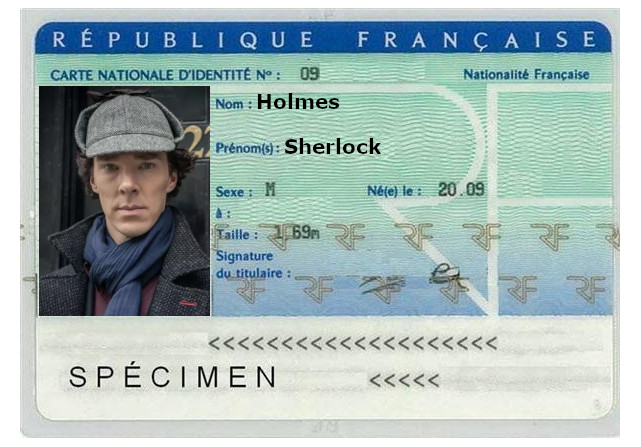 RÉPUBLIQUE FRANÇAISE
CARTE NATIONALE D'IDENTITÉ Nº : 09 Nationalité Française
Nom : Holmes
Prénom(s) : Sherlock
Sexe : M Né(e) le : 20.09
à :
Taille : 1,69m
Signature
du titulaire :
<<<<<<<<<<<<<<<<<<<<
SPÉCIMEN <<<<<